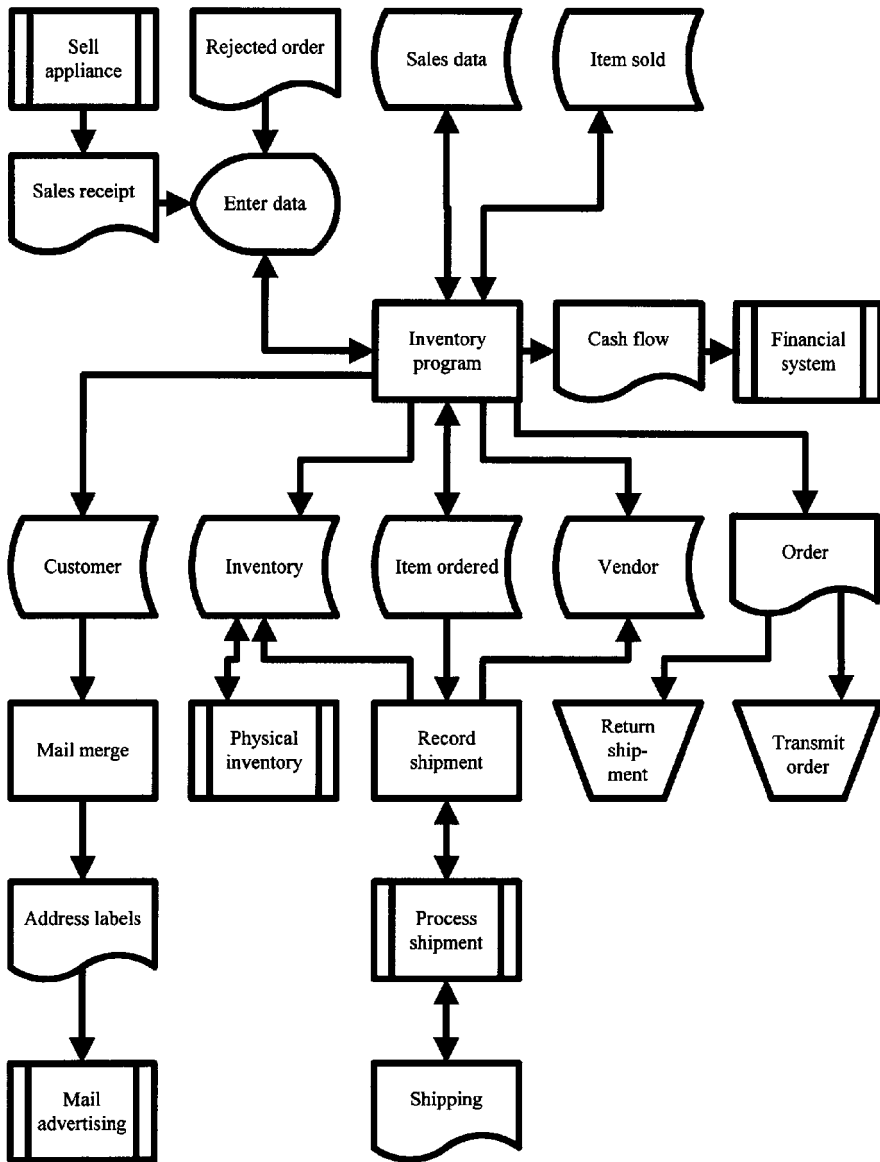 Sell
appliance
Rejected order
Sales data
Item sold
Sales receipt
Enter data
Inventory
program
Cash flow
Financial
system
Customer
Inventory
Item ordered
Vendor
Order
Mail merge
Physical
inventory
Record
shipment
Return
ship-
ment
Transmit
order
Address labels
Process
shipment
Mail
advertising
Shipping